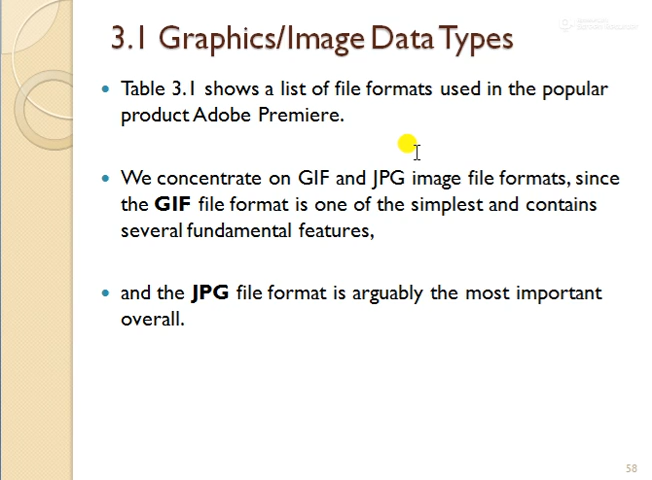 3.1 Graphics/Image Data Types
• Table 3.1 shows a list of file formats used in the popular
product Adobe Premiere.
• We concentrate on GIF and JPG image file formats, since
the GIF file format is one of the simplest and contains
several fundamental features,
• and the JPG file format is arguably the most important
overall.
58